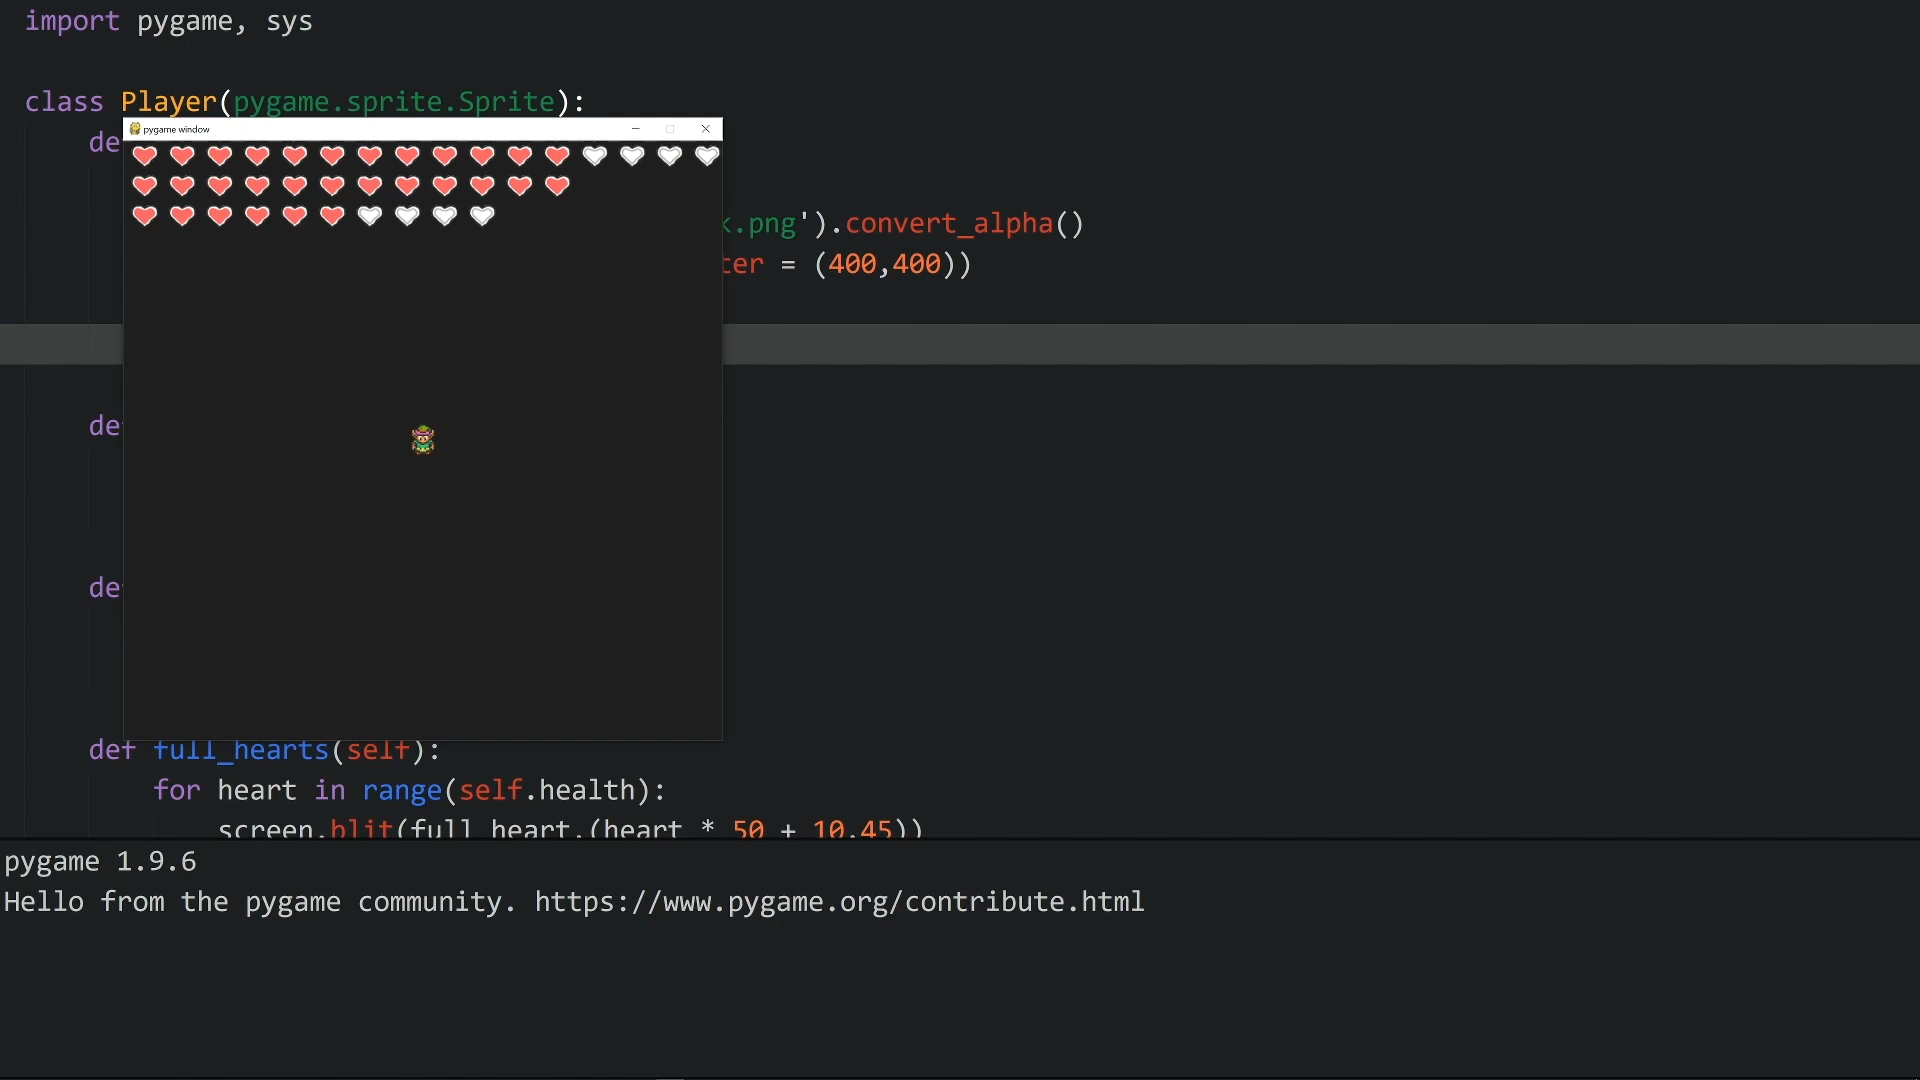 import pygame, sys
class Player(pygame.sprite.Sprite):
pygame window
de
k.png').convert_alpha()
ter = (400,400))
de
de
def full_hearts(self):
for heart in range(self.health):
screen.blit(full_heart,(heart * 50 + 10,45))
pygame 1.9.6
Hello from the pygame community. https://www.pygame.org/contribute.html